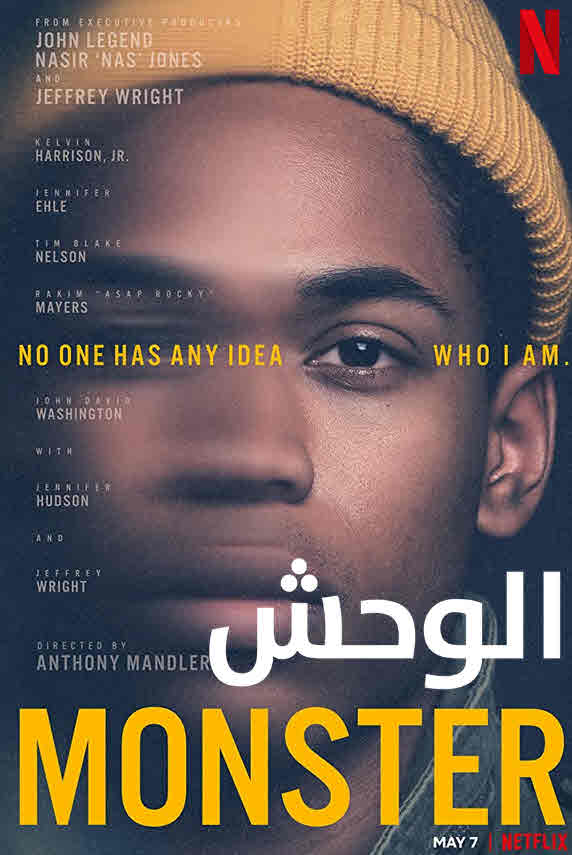 FROM EXECUTIVE PRODUCERS
JOHN LEGEND
NASIR 'NAS' JONES
AND
JEFFREY WRIGHT
KELVIN
HARRISON, JR.
JENNIFER
EHLE
TIM BLAKE
NELSON
RAKIM "ASAP ROCKY"
MAYERS
NO ONE HAS ANY IDEA WHO I AM.
JOHN DAVID
WASHINGTON
WITH
JENNIFER
HUDSON
AND
JEFFREY
WRIGHT
DIRECTED BY
ANTHONY MANDLER
الوحش
MONSTER
MAY 7 | NETFLIX